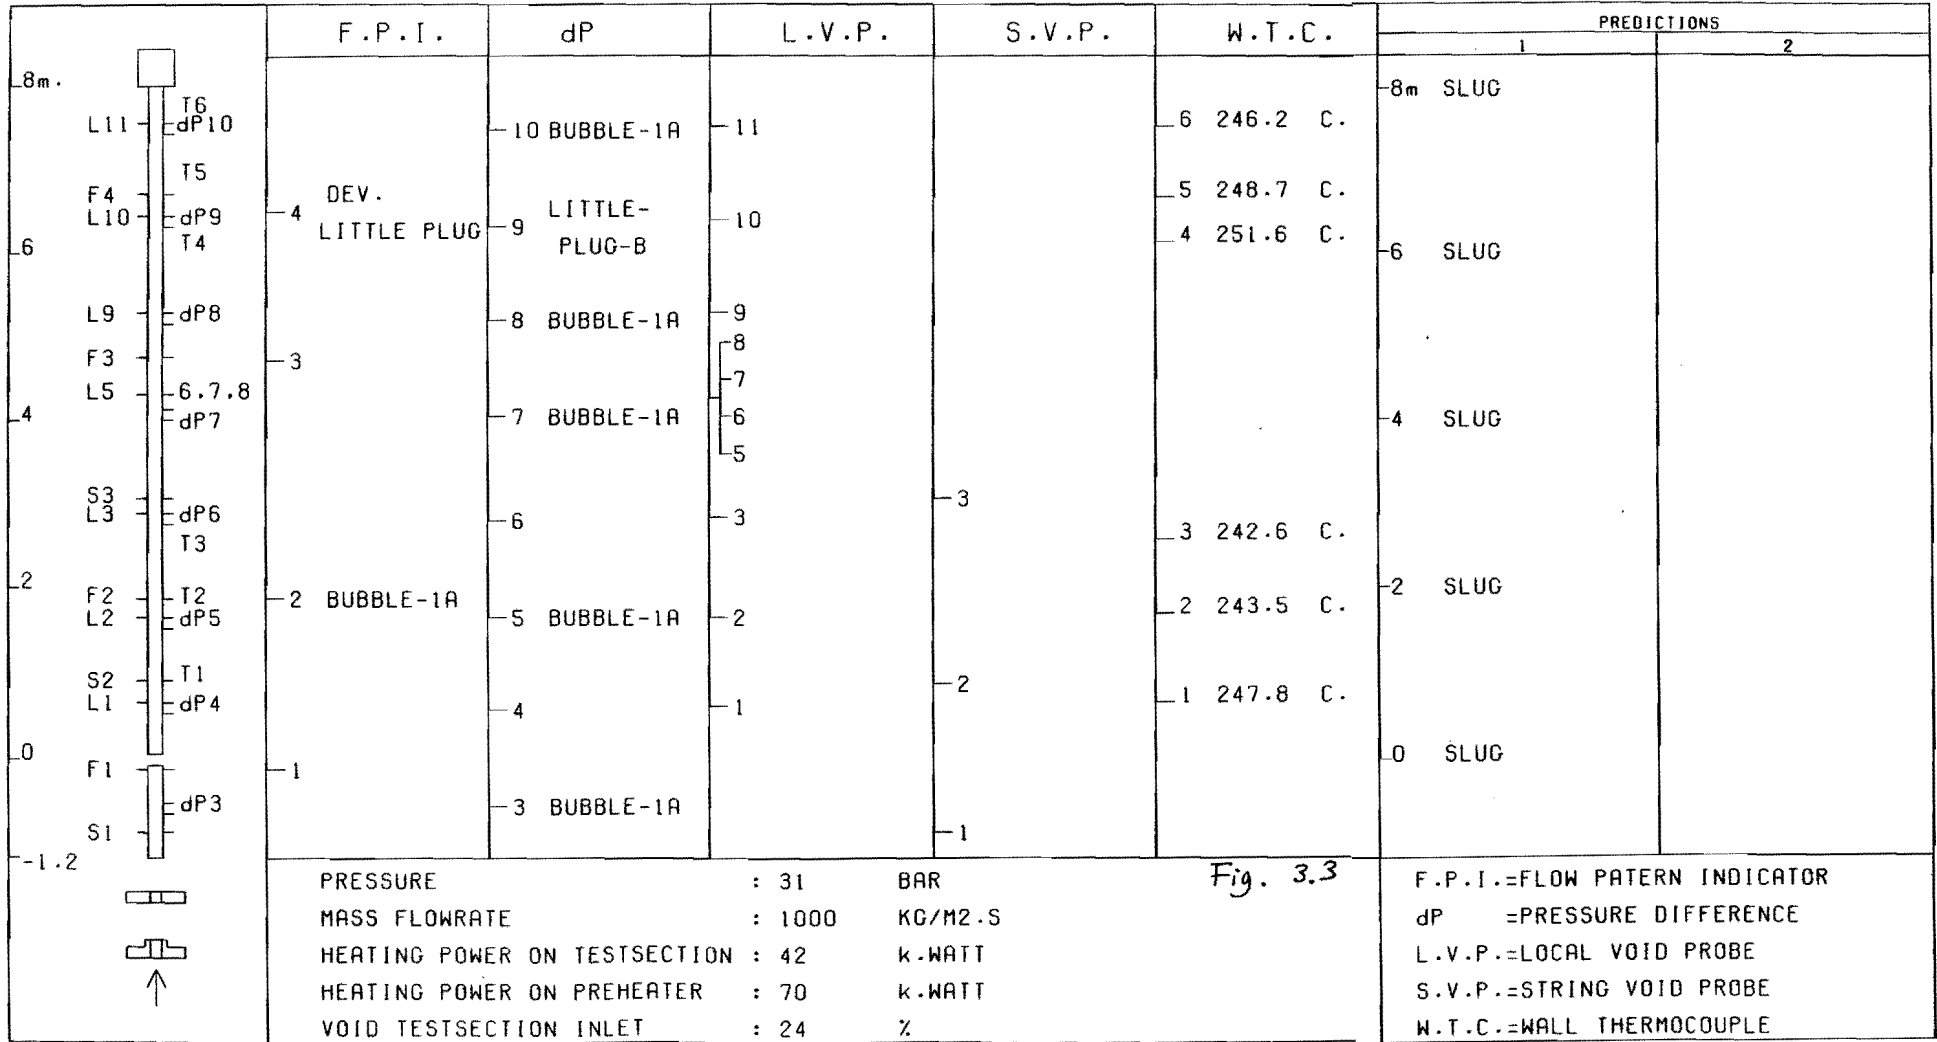 F.P.I. dP L.V.P. S.V.P. W.T.C. PREDICTIONS
1 2
8m.
T6
L11 dP10
T5
F4
L10 dP9
T4
6
L9 dP8
F3
L5 6.7.8
4
dP7
S3
L3 dP6
T3
2
F2 T2
L2 dP5
S2 T1
L1 dP4
0
F1
dP3
S1
-1.2
4 DEV.
LITTLE PLUG
3
2 BUBBLE-1A
1
10 BUBBLE-1A
9 LITTLE-
PLUG-B
8 BUBBLE-1A
7 BUBBLE-1A
6
5 BUBBLE-1A
4
3 BUBBLE-1A
11
10
9
8
7
6
5
3
2
1
3
2
1
6 246.2 C.
5 248.7 C.
4 251.6 C.
3 242.6 C.
2 243.5 C.
1 247.8 C.
8m SLUG
6 SLUG
4 SLUG
2 SLUG
0 SLUG
PRESSURE : 31 BAR
MASS FLOWRATE : 1000 KG/M2.S
HEATING POWER ON TESTSECTION : 42 k.WATT
HEATING POWER ON PREHEATER : 70 k.WATT
VOID TESTSECTION INLET : 24 %
Fig. 3.3
F.P.I.=FLOW PATERN INDICATOR
dP =PRESSURE DIFFERENCE
L.V.P.=LOCAL VOID PROBE
S.V.P.=STRING VOID PROBE
W.T.C.=WALL THERMOCOUPLE